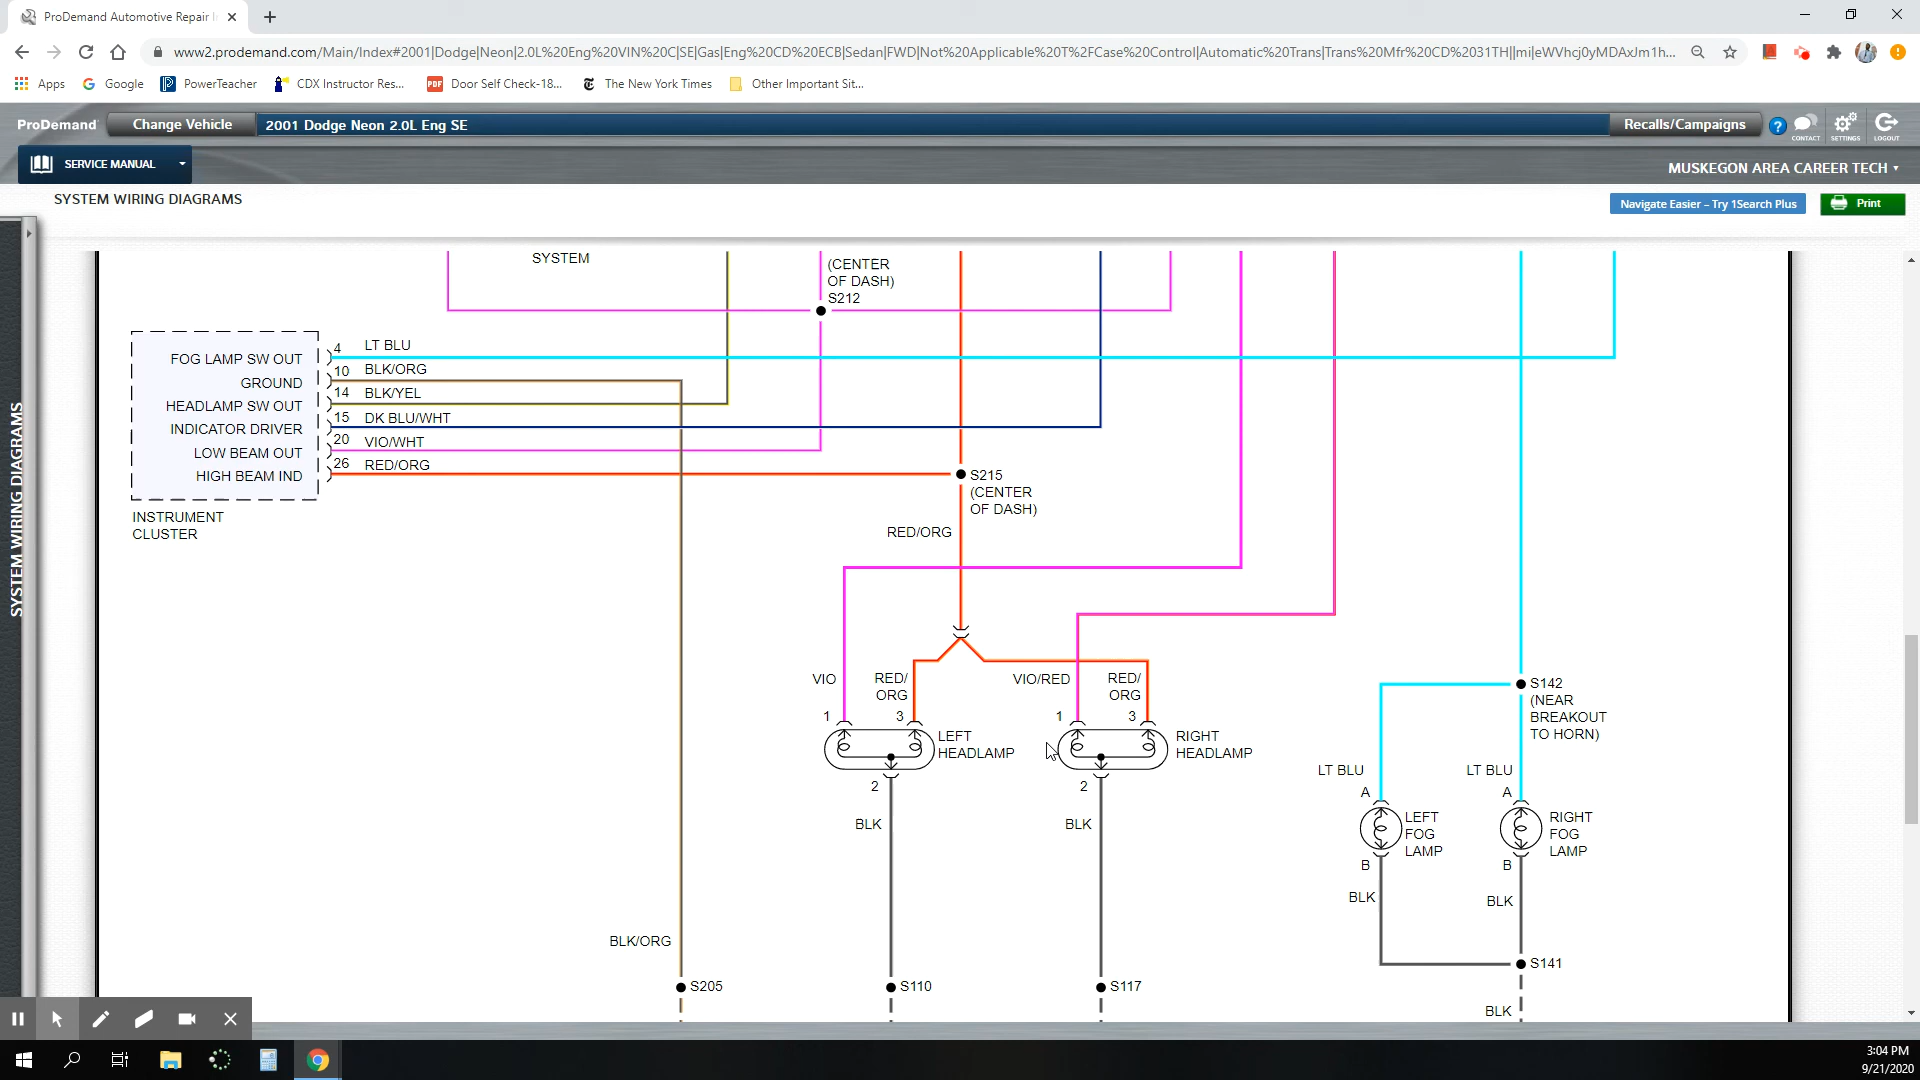 ProDemand Automotive Repair I
www2.prodemand.com/Main/Index#2001|Dodge|Neon|2.0L%20Eng%20VIN%20C|SE|Gas|Eng%20CD%20ECB|Sedan|FWD|Not%20Applicable%20T%2FCase%20Control|Automatic%20Trans|Trans%20Mfr%20CD%2031TH||mi|eWVhcj0yMDAxJm1h...
Apps
Google
PowerTeacher
CDX Instructor Res...
PDF
Door Self Check-18...
The New York Times
Other Important Sit...
ProDemand
Change Vehicle
2001 Dodge Neon 2.0L Eng SE
Recalls/Campaigns
?
CONTACT
SETTINGS
LOGOUT
SERVICE MANUAL
MUSKEGON AREA CAREER TECH
SYSTEM WIRING DIAGRAMS
Navigate Easier – Try 1Search Plus
Print
SYSTEM WIRING DIAGRAMS
SYSTEM
(CENTER
OF DASH)
S212
FOG LAMP SW OUT
4
LT BLU
GROUND
10
BLK/ORG
HEADLAMP SW OUT
14
BLK/YEL
INDICATOR DRIVER
15
DK BLU/WHT
LOW BEAM OUT
20
VIO/WHT
HIGH BEAM IND
26
RED/ORG
INSTRUMENT
CLUSTER
S215
(CENTER
OF DASH)
RED/ORG
VIO
RED/
ORG
VIO/RED
RED/
ORG
1
3
1
3
LEFT
HEADLAMP
RIGHT
HEADLAMP
2
2
BLK
BLK
S142
(NEAR
BREAKOUT
TO HORN)
LT BLU
LT BLU
A
A
LEFT
FOG
LAMP
RIGHT
FOG
LAMP
B
B
BLK
BLK
BLK/ORG
S205
S110
S117
S141
BLK
3:04 PM
9/21/2020